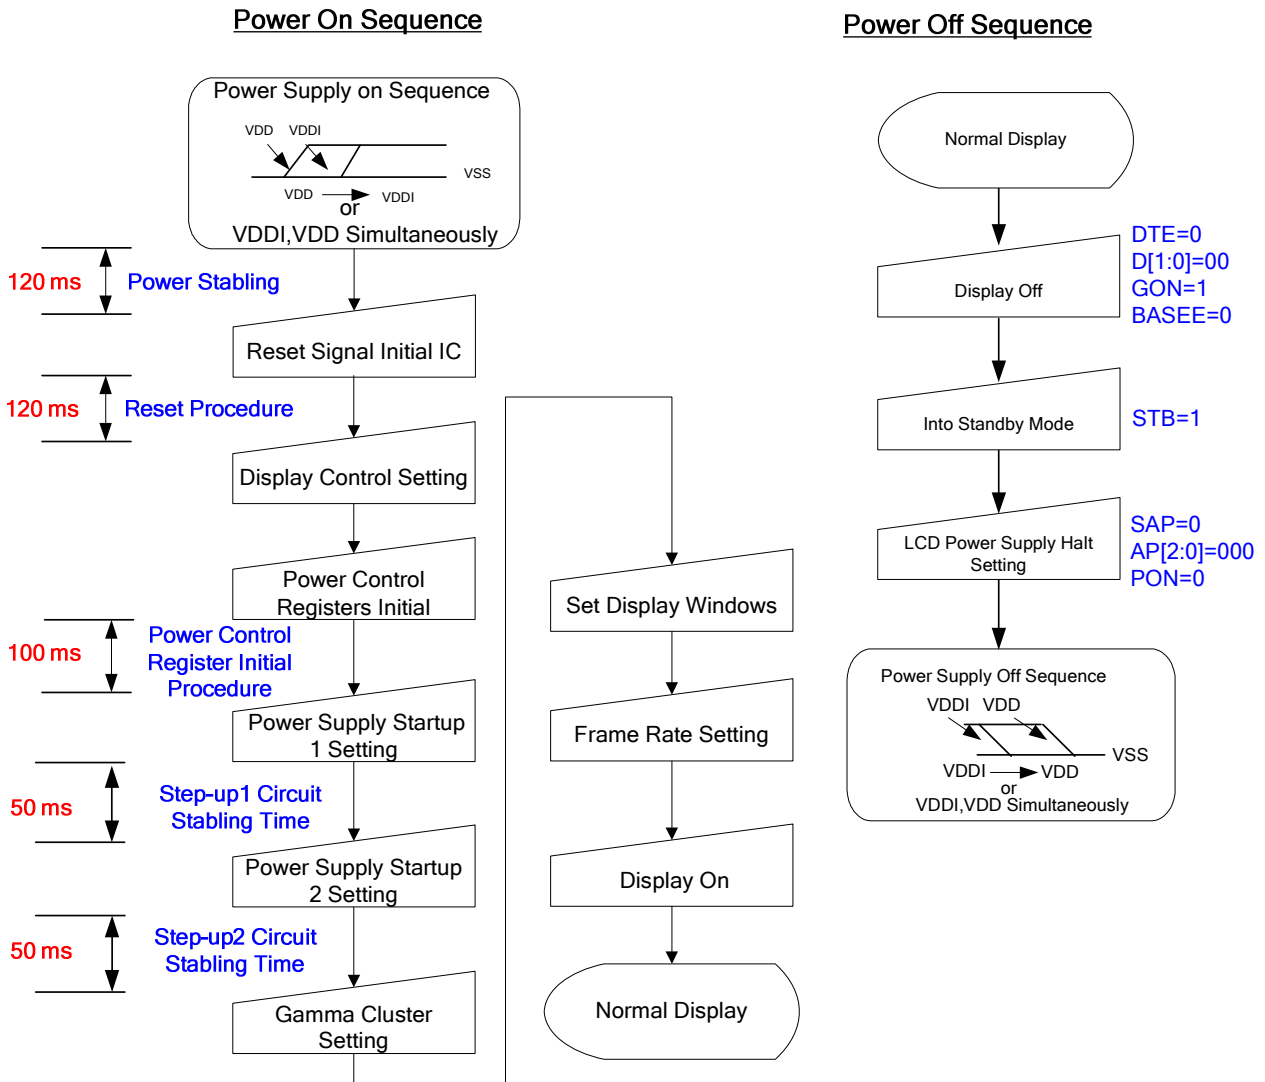 Power On Sequence
Power Supply on Sequence
VDD VDDI
VSS
VDD VDDI
or
VDDI,VDD Simultaneously
120 ms
Power Stabling
Reset Signal Initial IC
120 ms
Reset Procedure
Display Control Setting
Power Control
Registers Initial
100 ms
Power Control
Register Initial
Procedure
Power Supply Startup
1 Setting
50 ms
Step-up1 Circuit
Stabling Time
Power Supply Startup
2 Setting
50 ms
Step-up2 Circuit
Stabling Time
Gamma Cluster
Setting
Set Display Windows
Frame Rate Setting
Display On
Normal Display
Power Off Sequence
Normal Display
Display Off
DTE=0
D[1:0]=00
GON=1
BASEE=0
Into Standby Mode
STB=1
LCD Power Supply Halt
Setting
SAP=0
AP[2:0]=000
PON=0
Power Supply Off Sequence
VDDI VDD
VSS
VDDI VDD
or
VDDI,VDD Simultaneously